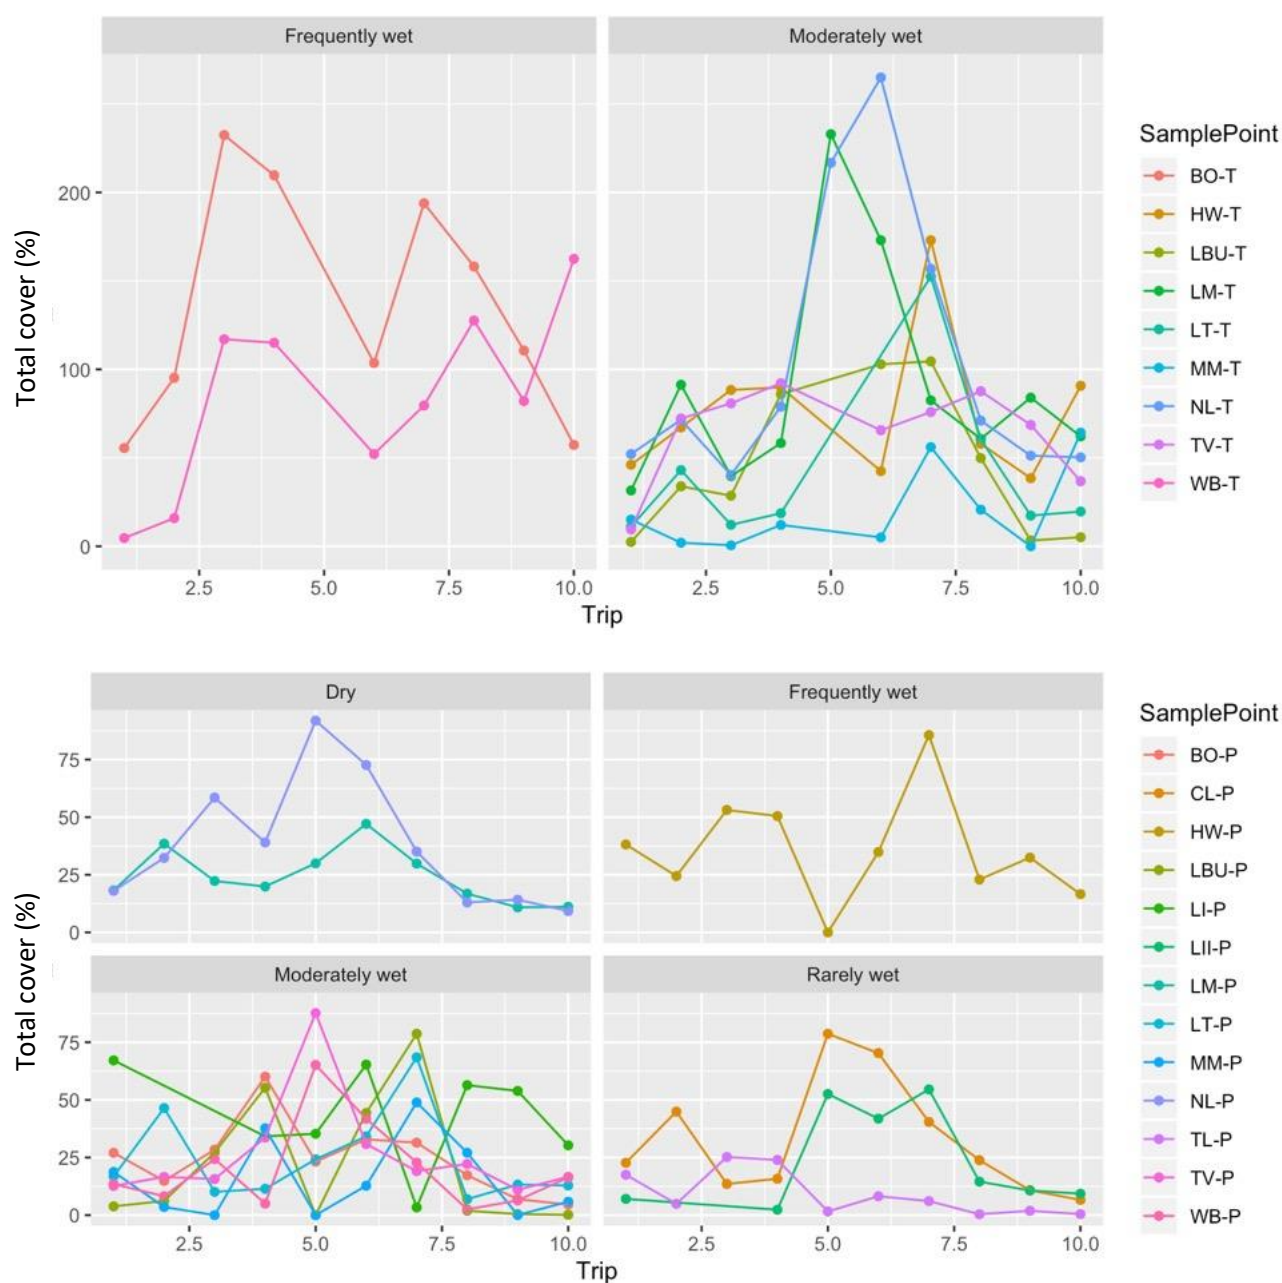 Frequently wet
Moderately wet
Total cover (%)
200
100
0
2.5
5.0
7.5
10.0
2.5
5.0
7.5
10.0
Trip
SamplePoint
BO-T
HW-T
LBU-T
LM-T
LT-T
MM-T
NL-T
TV-T
WB-T
Dry
Frequently wet
Total cover (%)
75
50
25
0
Moderately wet
Rarely wet
75
50
25
0
2.5
5.0
7.5
10.0
2.5
5.0
7.5
10.0
Trip
SamplePoint
BO-P
CL-P
HW-P
LBU-P
LI-P
LII-P
LM-P
LT-P
MM-P
NL-P
TL-P
TV-P
WB-P